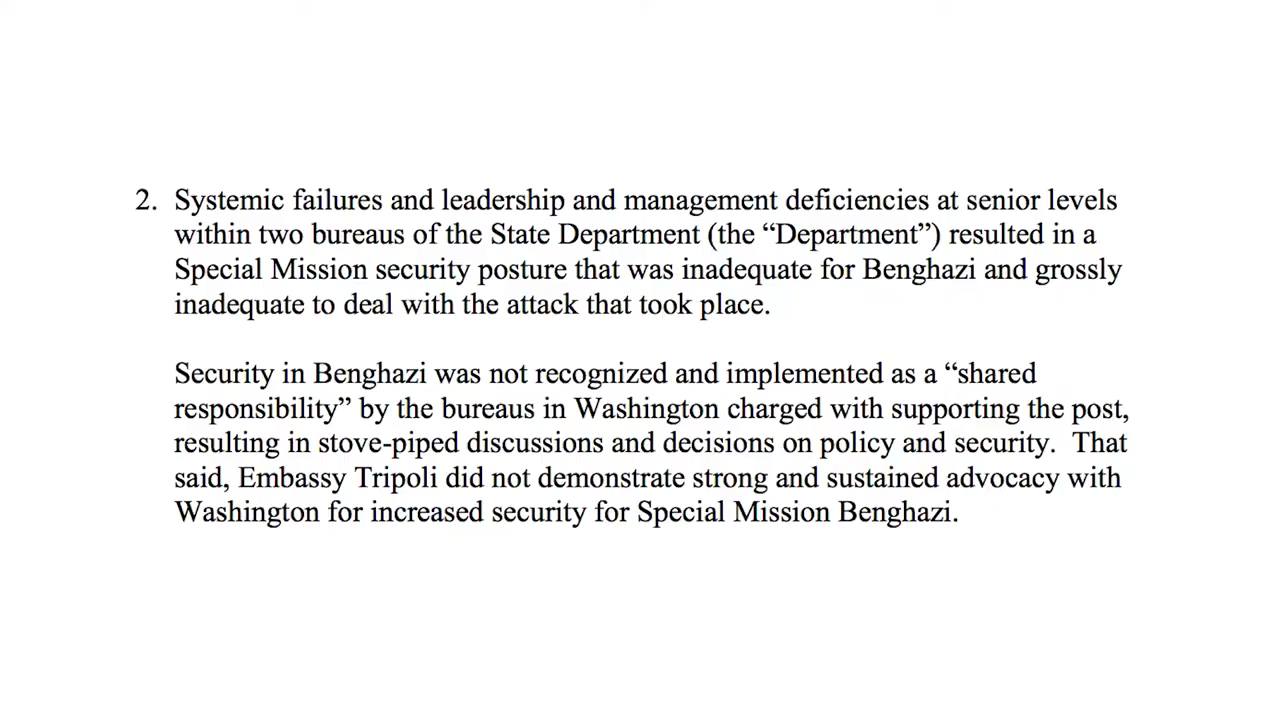 2. Systemic failures and leadership and management deficiencies at senior levels
within two bureaus of the State Department (the “Department”) resulted in a
Special Mission security posture that was inadequate for Benghazi and grossly
inadequate to deal with the attack that took place.
Security in Benghazi was not recognized and implemented as a “shared
responsibility” by the bureaus in Washington charged with supporting the post,
resulting in stove-piped discussions and decisions on policy and security.  That
said, Embassy Tripoli did not demonstrate strong and sustained advocacy with
Washington for increased security for Special Mission Benghazi.